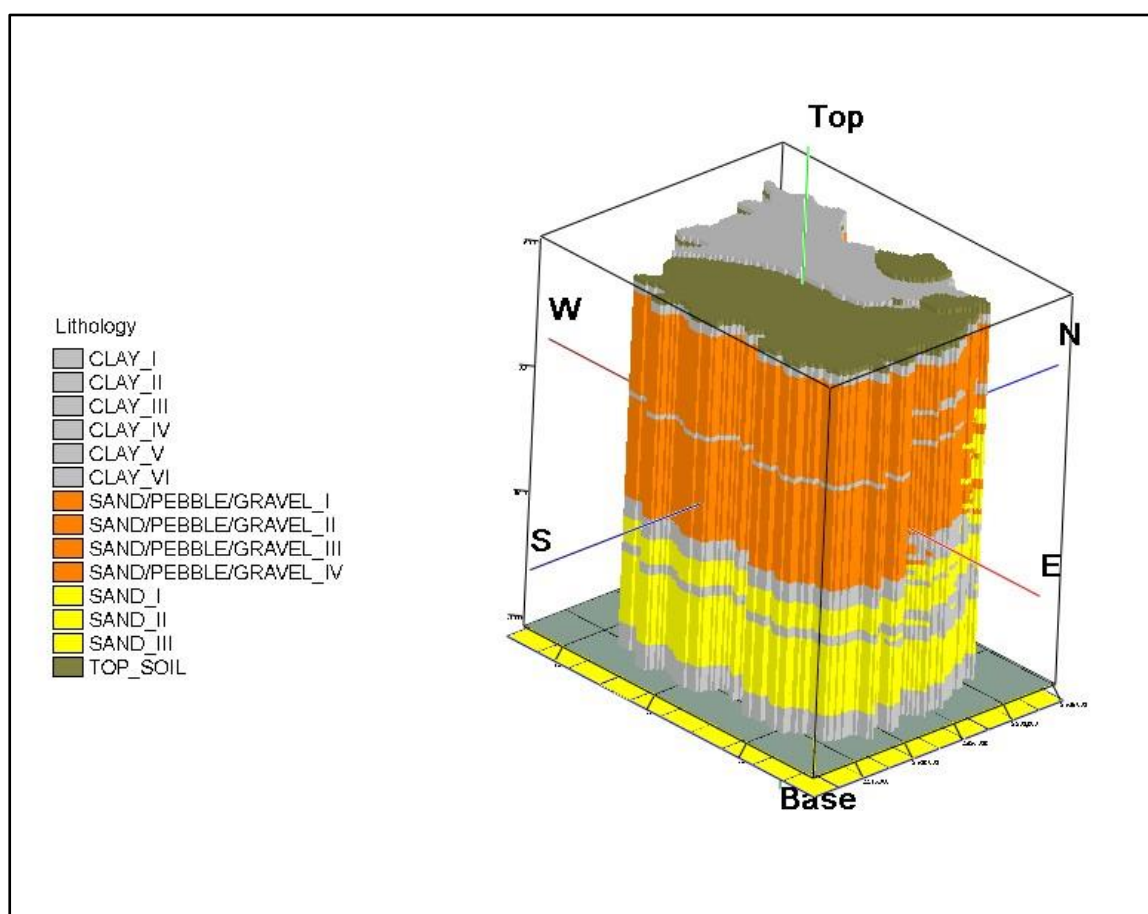 Top
W
N
Lithology
CLAY_I
CLAY_II
CLAY_III
CLAY_IV
CLAY_V
CLAY_VI
SAND/PEBBLE/GRAVEL_I
SAND/PEBBLE/GRAVEL_II
SAND/PEBBLE/GRAVEL_III
SAND/PEBBLE/GRAVEL_IV
SAND_I
SAND_II
SAND_III
TOP_SOIL
S
E
Base